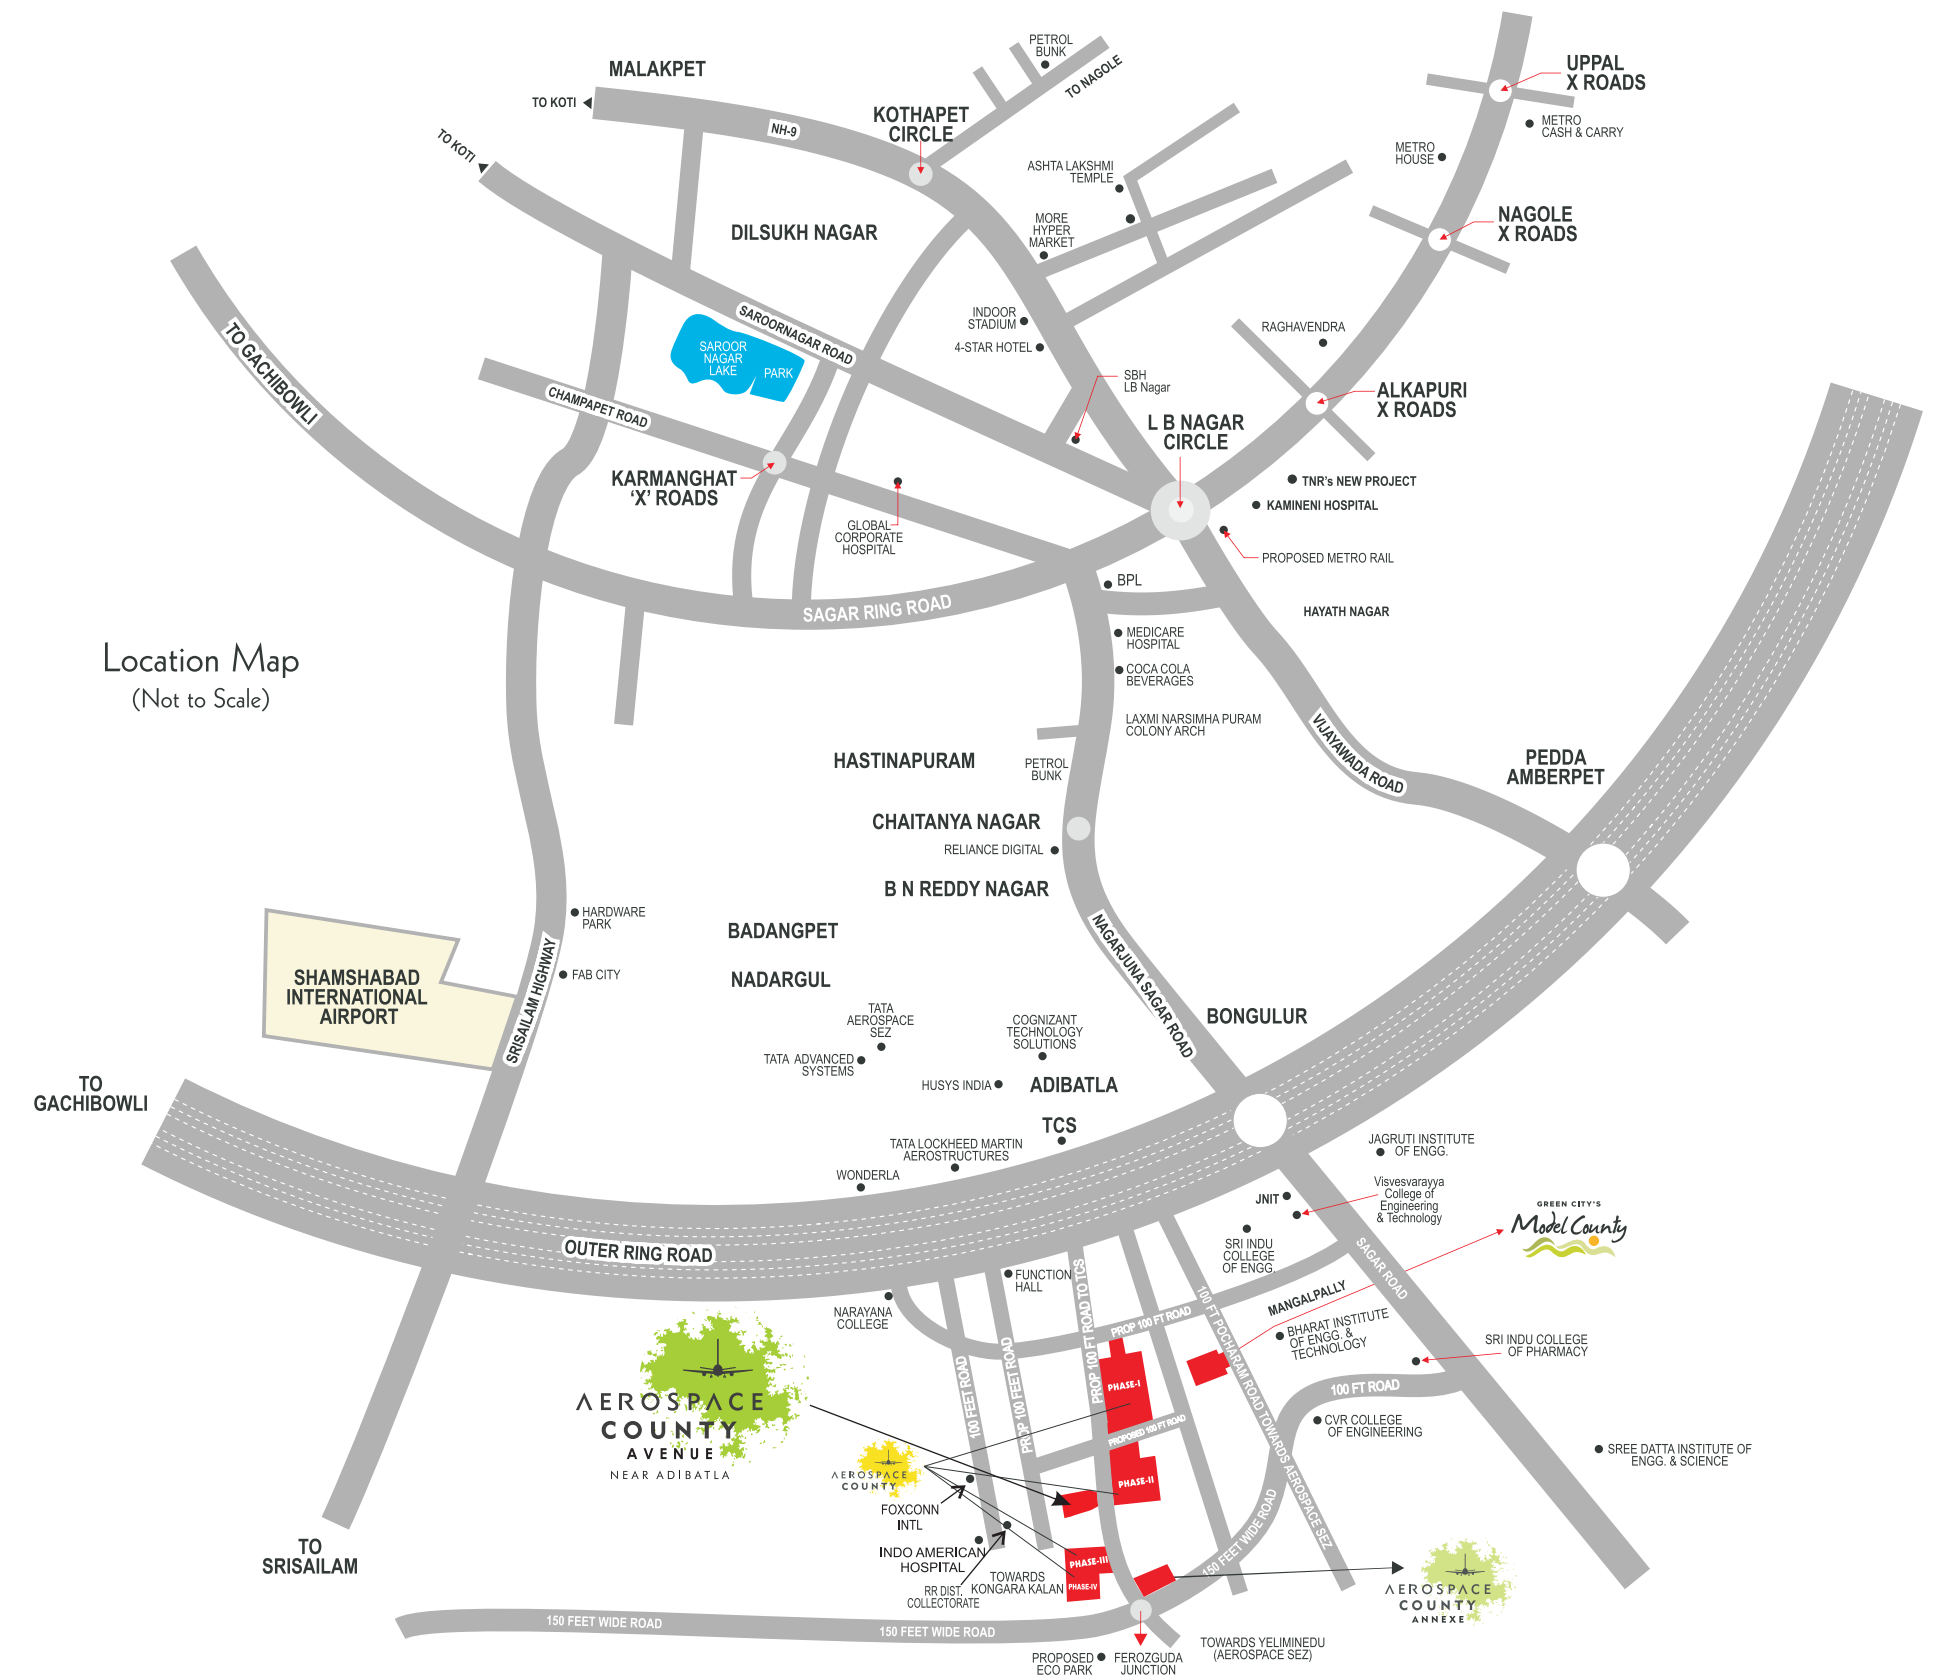 MALAKPET
TO KOTI
NH-9
TO KOTI
KOTHAPET
CIRCLE
PETROL
BUNK
TO NAGOLE
UPPAL
X ROADS
METRO
CASH & CARRY
METRO
HOUSE
ASHTA LAKSHMI
TEMPLE
MORE
HYPER
MARKET
NAGOLE
X ROADS
DILSUKH NAGAR
SAROORNAGAR ROAD
INDOOR
STADIUM
4-STAR HOTEL
RAGHAVENDRA
TO GACHIBOWLI
SAROOR
NAGAR
LAKE
PARK
SBH
LB Nagar
ALKAPURI
X ROADS
CHAMPAPET ROAD
L B NAGAR
CIRCLE
KARMANGHAT
‘X’ ROADS
TNR's NEW PROJECT
KAMINENI HOSPITAL
GLOBAL
CORPORATE
HOSPITAL
PROPOSED METRO RAIL
BPL
SAGAR RING ROAD
HAYATH NAGAR
MEDICARE
HOSPITAL
COCA COLA
BEVERAGES
Location Map
(Not to Scale)
LAXMI NARSIMHA PURAM
COLONY ARCH
VIJAYAWADA ROAD
HASTINAPURAM
PETROL
BUNK
PEDDA
AMBERPET
CHAITANYA NAGAR
RELIANCE DIGITAL
B N REDDY NAGAR
HARDWARE
PARK
BADANGPET
NAGARJUNA SAGAR ROAD
FAB CITY
NADARGUL
SHAMSHABAD
INTERNATIONAL
AIRPORT
SRISAILAM HIGHWAY
TATA
AEROSPACE
SEZ
COGNIZANT
TECHNOLOGY
SOLUTIONS
BONGULUR
TATA ADVANCED
SYSTEMS
HUSYS INDIA
ADIBATLA
TO
GACHIBOWLI
TCS
TATA LOCKHEED MARTIN
AEROSTRUCTURES
WONDERLA
JAGRUTI INSTITUTE
OF ENGG.
JNIT
Visvesvarayya
College of
Engineering
& Technology
GREEN CITY'S
Model County
OUTER RING ROAD
SRI INDU
COLLEGE
OF ENGG.
SAGAR ROAD
FUNCTION
HALL
NARAYANA
COLLEGE
PROP 100 FT ROAD TO TCS
100 FT POCHARAM ROAD TOWARDS AEROSPACE SEZ
MANGALPALLY
PROP 100 FT ROAD
BHARAT INSTITUTE
OF ENGG. &
TECHNOLOGY
SRI INDU COLLEGE
OF PHARMACY
AEROSPACE
COUNTY
AVENUE
NEAR ADIBATLA
100 FEET ROAD
PROP 100 FEET ROAD
PHASE-I
100 FT ROAD
CVR COLLEGE
OF ENGINEERING
PROPOSED 100 FT ROAD
SREE DATTA INSTITUTE OF
ENGG. & SCIENCE
AEROSPACE
COUNTY
PHASE-II
FOXCONN
INTL
150 FEET WIDE ROAD
INDO AMERICAN
HOSPITAL
PHASE-III
PHASE-IV
TO
SRISAILAM
RR DIST.
COLLECTORATE
TOWARDS
KONGARA KALAN
AEROSPACE
COUNTY
ANNEXE
150 FEET WIDE ROAD
150 FEET WIDE ROAD
PROPOSED
ECO PARK
FEROZGUDA
JUNCTION
TOWARDS YELIMINEDU
(AEROSPACE SEZ)